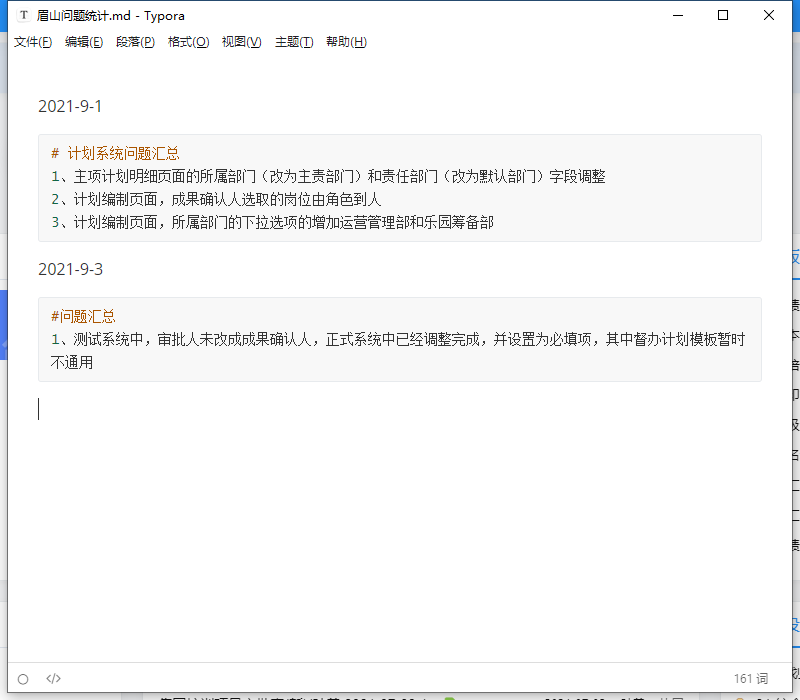 眉山问题统计.md - Typora
文件(F) 编辑(E) 段落(P) 格式(O) 视图(V) 主题(T) 帮助(H)
2021-9-1
# 计划系统问题汇总
1、主项计划明细页面的所属部门（改为主责部门）和责任部门（改为默认部门）字段调整
2、计划编制页面，成果确认人选取的岗位由角色到人
3、计划编制页面，所属部门的下拉选项的增加运营管理部和乐园筹备部
2021-9-3
#问题汇总
1、测试系统中，审批人未改成成果确认人，正式系统中已经调整完成，并设置为必填项，其中督办计划模板暂时
不通用
</> 161 词